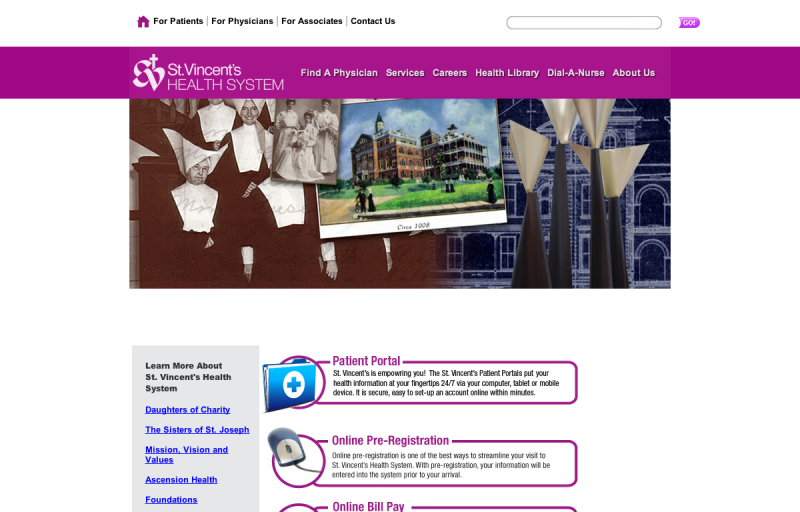 For Patients
For Physicians
For Associates
Contact Us
GO!
St.Vincent's
HEALTH SYSTEM
Find A Physician
Services
Careers
Health Library
Dial-A-Nurse
About Us
Circa 1908
Learn More About
St. Vincent's Health
System
Daughters of Charity
The Sisters of St. Joseph
Mission, Vision and
Values
Ascension Health
Foundations
Patient Portal
St. Vincent's is empowering you! The St. Vincent's Patient Portals put your
health information at your fingertips 24/7 via your computer, tablet or mobile
device. It is secure, easy to set-up an account online within minutes.
Online Pre-Registration
Online pre-registration is one of the best ways to streamline your visit to
St. Vincent's Health System. With pre-registration, your information will be
entered into the system prior to your arrival.
Online Bill Pay